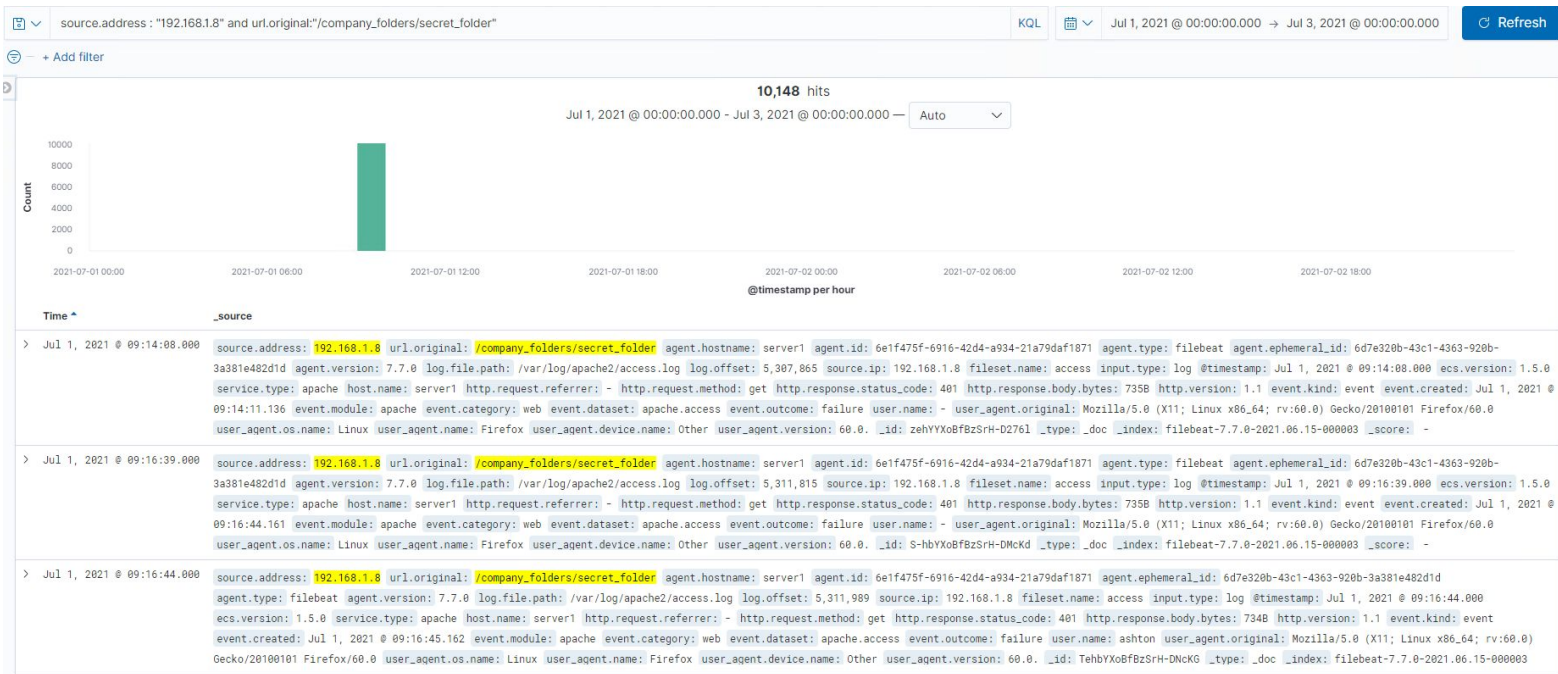 source.address : "192.168.1.8" and url.original:"/company_folders/secret_folder"
KQL
Jul 1, 2021 @ 00:00:00.000 → Jul 3, 2021 @ 00:00:00.000
Refresh
+ Add filter
10,148 hits
Jul 1, 2021 @ 00:00:00.000 - Jul 3, 2021 @ 00:00:00.000 — Auto
Count
10000
8000
6000
4000
2000
0
2021-07-01 00:00 2021-07-01 06:00 2021-07-01 12:00 2021-07-01 18:00 2021-07-02 00:00 2021-07-02 06:00 2021-07-02 12:00 2021-07-02 18:00
@timestamp per hour
Time _source
Jul 1, 2021 @ 09:14:08.000 source.address: 192.168.1.8 url.original: /company_folders/secret_folder agent.hostname: server1 agent.id: 6e1f475f-6916-42d4-a934-21a79daf1871 agent.type: filebeat agent.ephemeral_id: 6d7e320b-43c1-4363-920b-
3a381e482d1d agent.version: 7.7.0 log.file.path: /var/log/apache2/access.log log.offset: 5,307,865 source.ip: 192.168.1.8 fileset.name: access input.type: log @timestamp: Jul 1, 2021 @ 09:14:08.000 ecs.version: 1.5.0
service.type: apache host.name: server1 http.request.referrer: - http.request.method: get http.response.status_code: 401 http.response.body.bytes: 735B http.version: 1.1 event.kind: event event.created: Jul 1, 2021 @
09:14:11.136 event.module: apache event.category: web event.dataset: apache.access event.outcome: failure user.name: - user_agent.original: Mozilla/5.0 (X11; Linux x86_64; rv:60.0) Gecko/20100101 Firefox/60.0
user_agent.os.name: Linux user_agent.name: Firefox user_agent.device.name: Other user_agent.version: 60.0. _id: zehYYXoBfBzSrH-D276l _type: _doc _index: filebeat-7.7.0-2021.06.15-000003 _score: -
Jul 1, 2021 @ 09:16:39.000 source.address: 192.168.1.8 url.original: /company_folders/secret_folder agent.hostname: server1 agent.id: 6e1f475f-6916-42d4-a934-21a79daf1871 agent.type: filebeat agent.ephemeral_id: 6d7e320b-43c1-4363-920b-
3a381e482d1d agent.version: 7.7.0 log.file.path: /var/log/apache2/access.log log.offset: 5,311,815 source.ip: 192.168.1.8 fileset.name: access input.type: log @timestamp: Jul 1, 2021 @ 09:16:39.000 ecs.version: 1.5.0
service.type: apache host.name: server1 http.request.referrer: - http.request.method: get http.response.status_code: 401 http.response.body.bytes: 735B http.version: 1.1 event.kind: event event.created: Jul 1, 2021 @
09:16:44.161 event.module: apache event.category: web event.dataset: apache.access event.outcome: failure user.name: - user_agent.original: Mozilla/5.0 (X11; Linux x86_64; rv:60.0) Gecko/20100101 Firefox/60.0
user_agent.os.name: Linux user_agent.name: Firefox user_agent.device.name: Other user_agent.version: 60.0. _id: S-hbYXoBfBzSrH-DMcKd _type: _doc _index: filebeat-7.7.0-2021.06.15-000003 _score: -
Jul 1, 2021 @ 09:16:44.000 source.address: 192.168.1.8 url.original: /company_folders/secret_folder agent.hostname: server1 agent.id: 6e1f475f-6916-42d4-a934-21a79daf1871 agent.ephemeral_id: 6d7e320b-43c1-4363-920b-3a381e482d1d
agent.type: filebeat agent.version: 7.7.0 log.file.path: /var/log/apache2/access.log log.offset: 5,311,989 source.ip: 192.168.1.8 fileset.name: access input.type: log @timestamp: Jul 1, 2021 @ 09:16:44.000
ecs.version: 1.5.0 service.type: apache host.name: server1 http.request.referrer: - http.request.method: get http.response.status_code: 401 http.response.body.bytes: 734B http.version: 1.1 event.kind: event
event.created: Jul 1, 2021 @ 09:16:45.162 event.module: apache event.category: web event.dataset: apache.access event.outcome: failure user.name: ashton user_agent.original: Mozilla/5.0 (X11; Linux x86_64; rv:60.0)
Gecko/20100101 Firefox/60.0 user_agent.os.name: Linux user_agent.name: Firefox user_agent.device.name: Other user_agent.version: 60.0. _id: TehbYXoBfBzSrH-DNcKG _type: _doc _index: filebeat-7.7.0-2021.06.15-000003